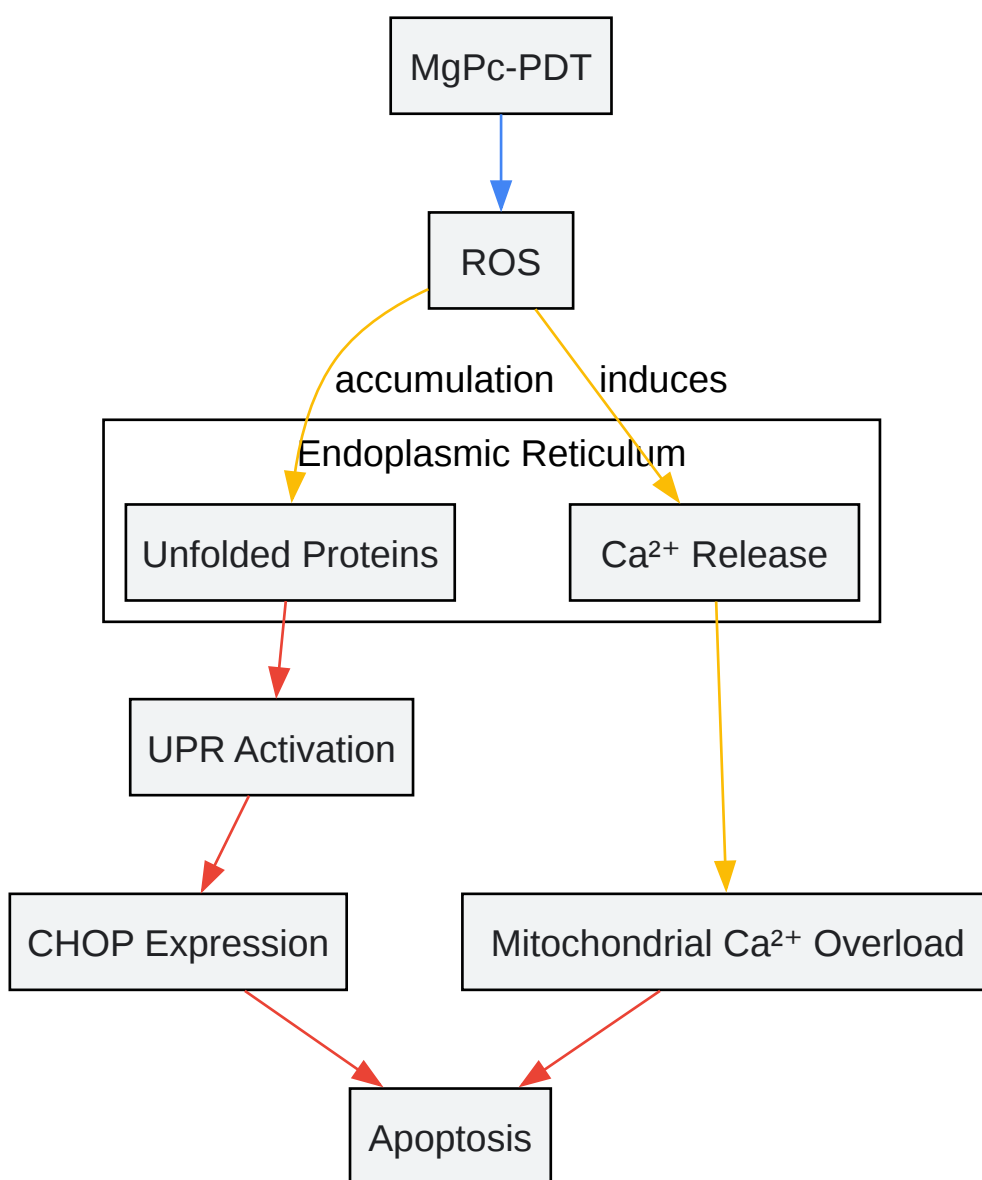 MgPc-PDT
ROS
accumulation
induces
Endoplasmic Reticulum
Unfolded Proteins
Ca²⁺ Release
UPR Activation
CHOP Expression
Mitochondrial Ca²⁺ Overload
Apoptosis